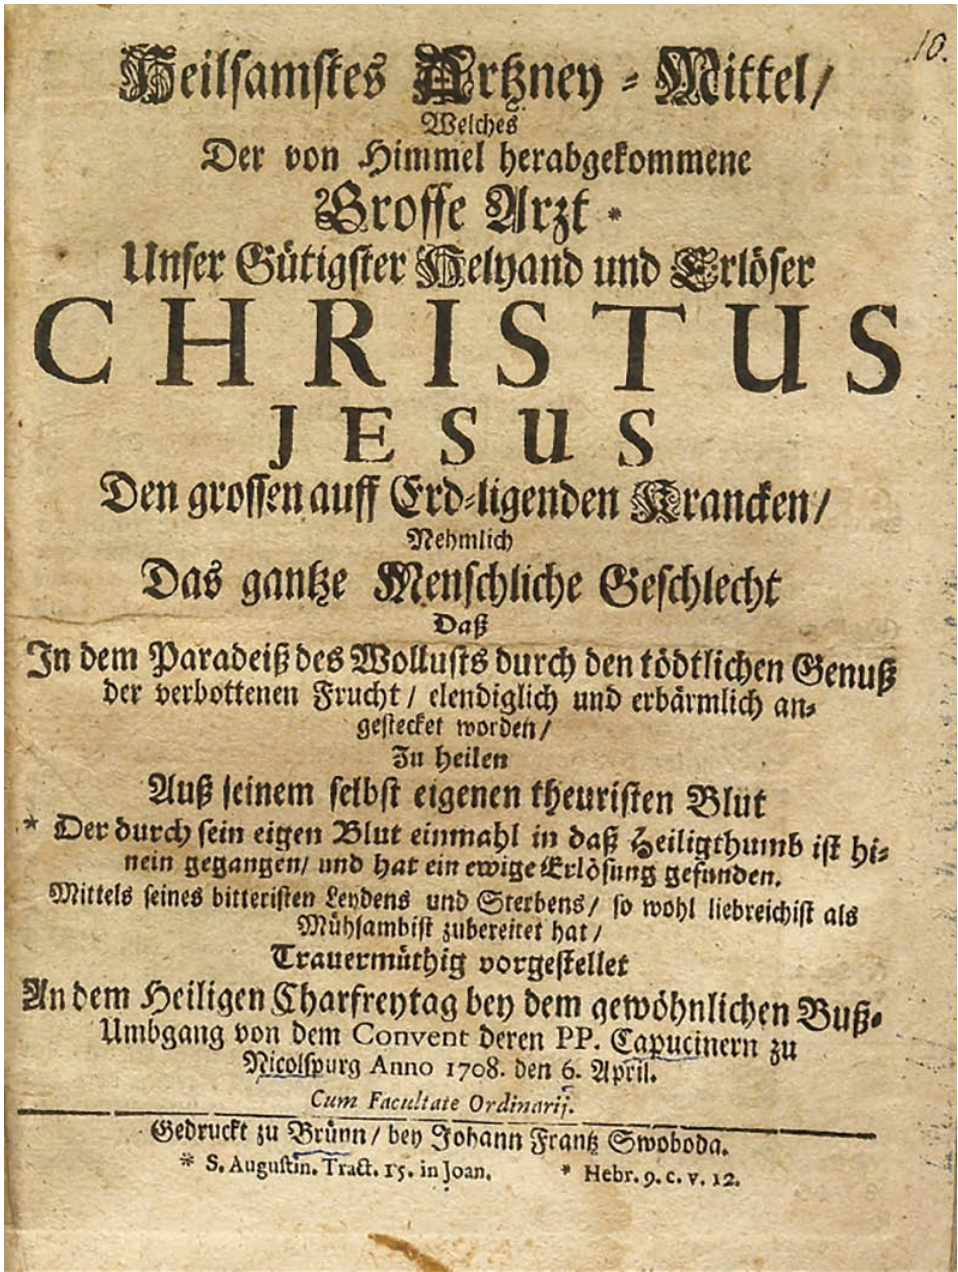 10.
Heilsamstes Artzney-Mittel/
Welches
Der von Himmel herabgekommene
Grosse Arzt *
Unser Gütigster Helyand und Erlöser
CHRISTUS
JESUS
Den grossen auff Erd-ligenden Krancken/
Nehmlich
Das gantze Menschliche Geschlecht
Daß
In dem Paradeiß des Wollusts durch den tödtlichen Genuß
der verbottenen Frucht/ elendiglich und erbärmlich an-
gestecket worden/
Zu heilen
Auß seinem selbst eigenen theuristen Blut
* Der durch sein eigen Blut einmahl in daß Heiligthumb ist hi-
nein gegangen/ und hat ein ewige Erlösung gefunden.
Mittels seines bitteristen Leydens und Sterbens/ so wohl liebreichist als
Mühsambist zubereitet hat/
Trauermüthig vorgestellet
An dem Heiligen Charfreytag bey dem gewöhnlichen Buß-
Umbgang von dem Convent deren PP. Capucinern zu
Nicolspurg Anno 1708. den 6. April.
Cum Facultate Ordinarij.
Gedruckt zu Brünn/ bey Johann Frantz Swoboda.
* S. Augustin. Tract. 15. in Joan. * Hebr. 9. c. v. 12.